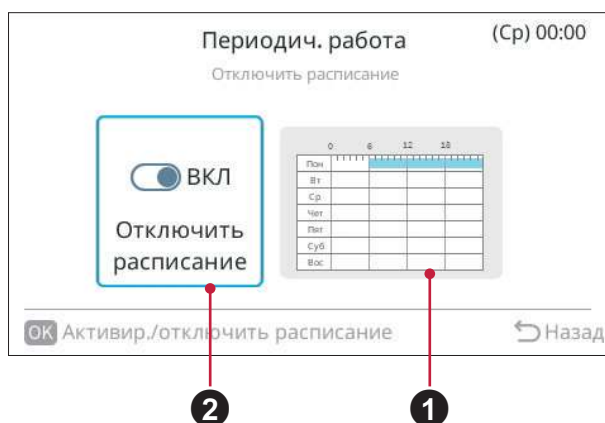 Периодич. работа
(Ср) 00:00
Отключить расписание
ВКЛ
Отключить
расписание
0 6 12 18
Пон
Вт
Ср
Чет
Пят
Суб
Вос
OK Активир./отключить расписание
Назад
2
1